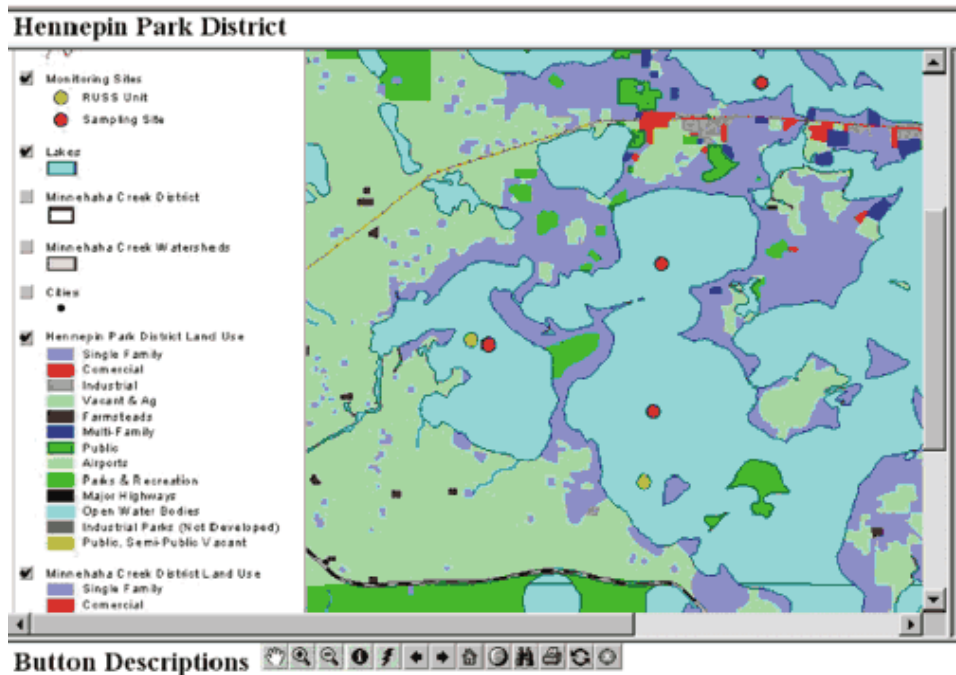 Hennepin Park District
Monitoring Sites
RUSS Unit
Sampling Site
Lakes
Minnehaha Creek District
Minnehaha Creek Watersheds
Cities
Hennepin Park District Land Use
Single Family
Comercial
Industrial
Vacant & Ag
Farmsteads
Multi-Family
Public
Airports
Parks & Recreation
Major Highways
Open Water Bodies
Industrial Parks (Not Developed)
Public, Semi-Public Vacant
Minnehaha Creek District Land Use
Single Family
Comercial
Button Descriptions